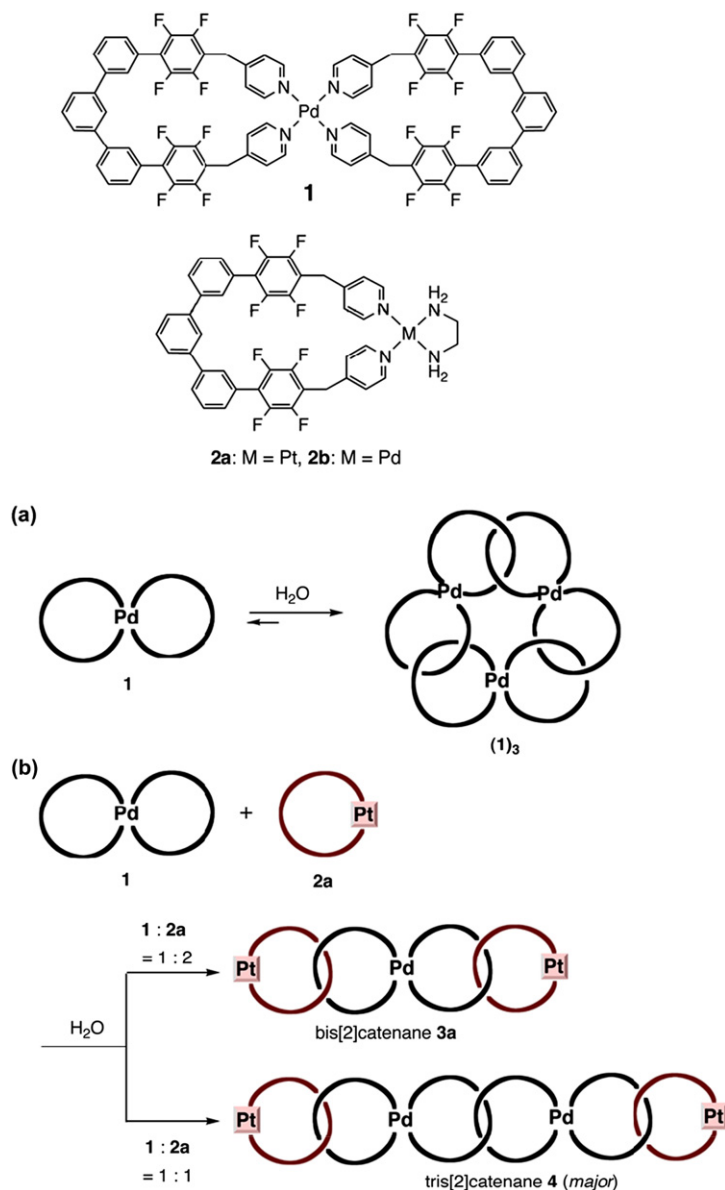 F F F F
F F F F
N N
Pd
N N
F F F F
F F F F
1
F F
H2
F F
N N
M
N N
H2
F F
F F
2a: M = Pt, 2b: M = Pd
(a)
Pd
1
H2O
Pd Pd
Pd
(1)3
(b)
Pd
1
+
Pt
2a
1 : 2a
= 1 : 2
Pt Pd Pt
bis[2]catenane 3a
H2O
1 : 2a
= 1 : 1
Pt Pd Pd Pt
tris[2]catenane 4 (major)